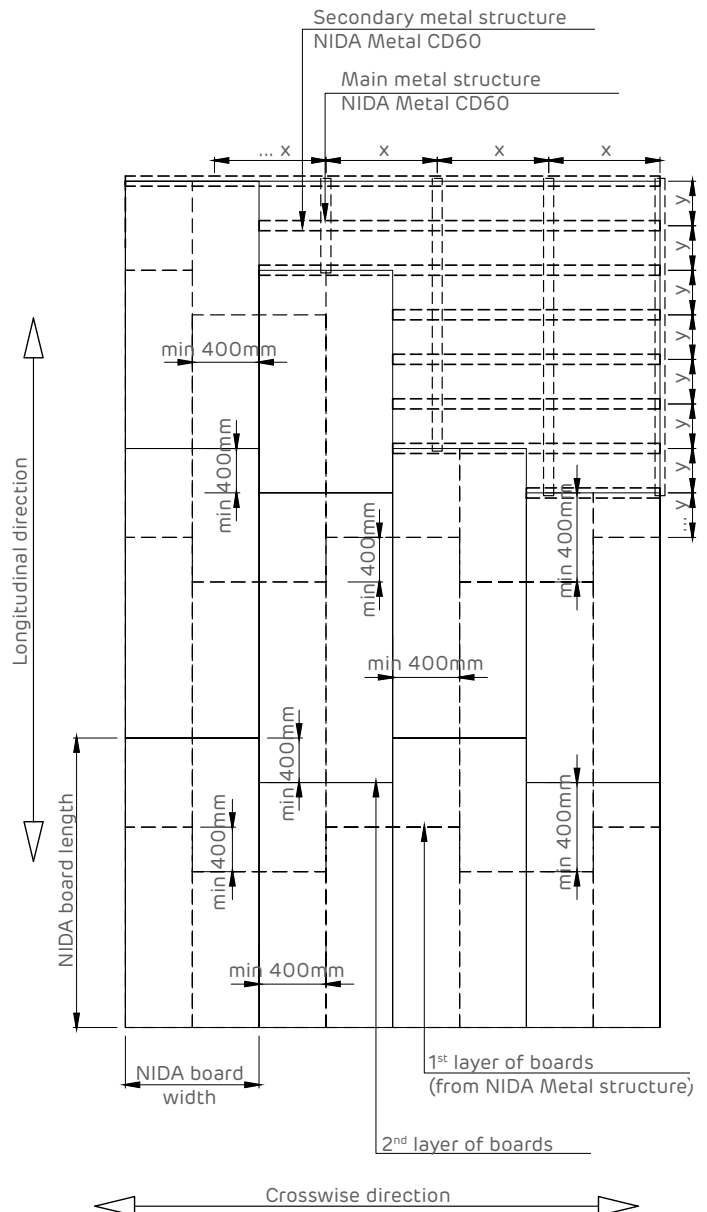 Secondary metal structure
NIDA Metal CD60
Main metal structure
NIDA Metal CD60
... x
x
x
x
y
y
y
y
y
y
y
... y
min 400mm
min 400mm
min 400mm
min 400mm
Longitudinal direction
min 400mm
min 400mm
min 400mm
min 400mm
NIDA board length
min 400mm
NIDA board
width
1st layer of boards
(from NIDA Metal structure)
2nd layer of boards
Crosswise direction